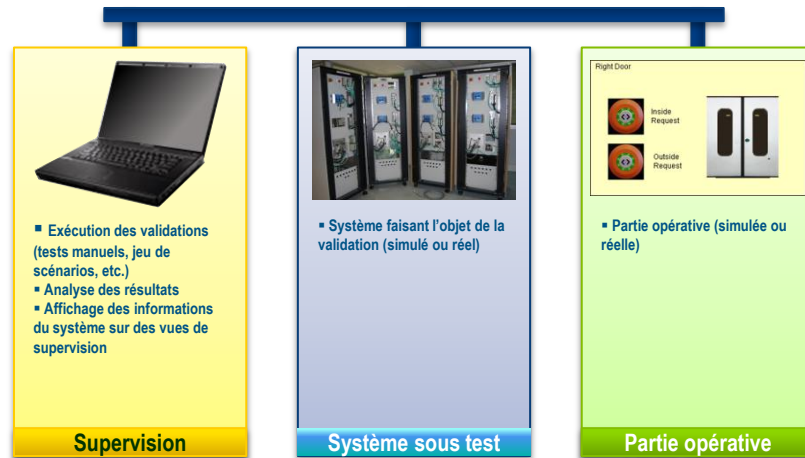 ▪ Exécution des validations
(tests manuels, jeu de
scénarios, etc.)
▪ Analyse des résultats
▪ Affichage des informations
du système sur des vues de
supervision
Supervision
▪ Système faisant l'objet de la
validation (simulé ou réel)
Système sous test
Right Door
Inside
Request
Outside
Request
▪ Partie opérative (simulée ou
réelle)
Partie opérative